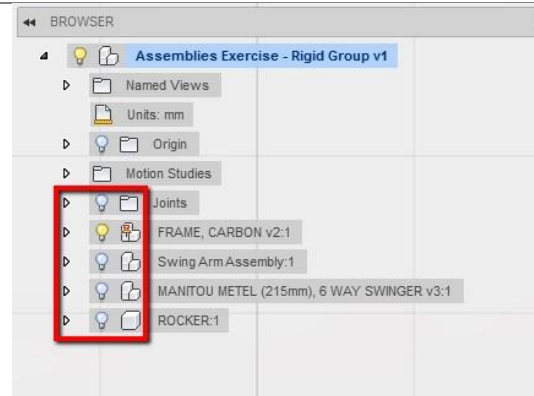 BROWSER
Assemblies Exercise - Rigid Group v1
Named Views
Units: mm
Origin
Motion Studies
Joints
FRAME, CARBON v2:1
Swing Arm Assembly:1
MANITOU METEL (215mm), 6 WAY SWINGER v3:1
ROCKER:1